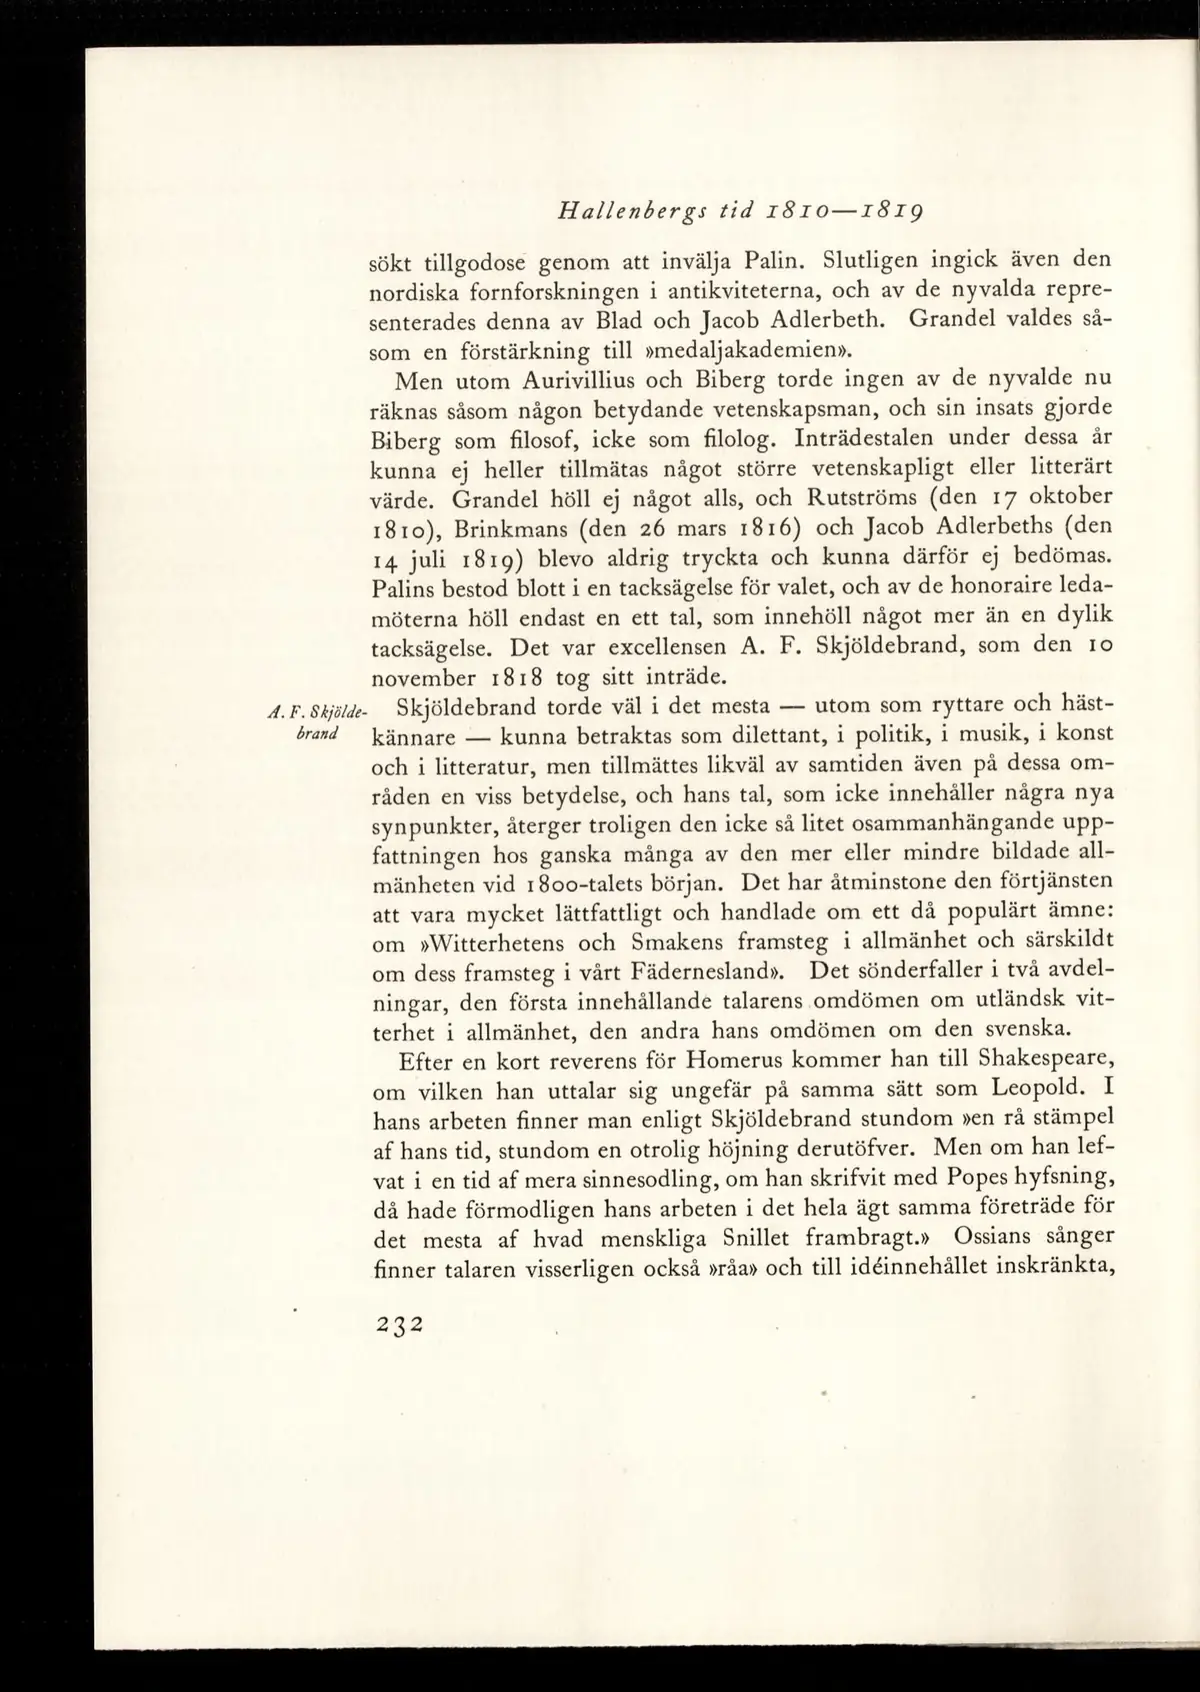 Hallenbergs tid 1810—1819
sökt tillgodose genom att invälja Palin. Slutligen ingick även den
nordiska fornforskningen i antikviteterna, och av de nyvalda repre-
senterades denna av Blad och Jacob Adlerbeth. Grandel valdes så-
som en förstärkning till »medaljakademien».
Men utom Aurivillius och Biberg torde ingen av de nyvalde nu
räknas såsom någon betydande vetenskapsman, och sin insats gjorde
Biberg som filosof, icke som filolog. Inträdestalen under dessa år
kunna ej heller tillmätas något större vetenskapligt eller litterärt
värde. Grandel höll ej något alls, och Rutströms (den 17 oktober
1810), Brinkmans (den 26 mars 1816) och Jacob Adlerbeths (den
14 juli 1819) blevo aldrig tryckta och kunna därför ej bedömas.
Palins bestod blott i en tacksägelse för valet, och av de honoraire leda-
möterna höll endast en ett tal, som innehöll något mer än en dylik
tacksägelse. Det var excellensen A. F. Skjöldebrand, som den 10
november 1818 tog sitt inträde.
A. F. Skjölde-
brand
Skjöldebrand torde väl i det mesta — utom som ryttare och häst-
kännare — kunna betraktas som dilettant, i politik, i musik, i konst
och i litteratur, men tillmättes likväl av samtiden även på dessa om-
råden en viss betydelse, och hans tal, som icke innehåller några nya
synpunkter, återger troligen den icke så litet osammanhängande upp-
fattningen hos ganska många av den mer eller mindre bildade all-
mänheten vid 1800-talets början. Det har åtminstone den förtjänsten
att vara mycket lättfattligt och handlade om ett då populärt ämne:
om »Witterhetens och Smakens framsteg i allmänhet och särskildt
om dess framsteg i vårt Fädernesland». Det sönderfaller i två avdel-
ningar, den första innehållande talarens omdömen om utländsk vit-
terhet i allmänhet, den andra hans omdömen om den svenska.
Efter en kort reverens för Homerus kommer han till Shakespeare,
om vilken han uttalar sig ungefär på samma sätt som Leopold. I
hans arbeten finner man enligt Skjöldebrand stundom »en rå stämpel
af hans tid, stundom en otrolig höjning derutöfver. Men om han lef-
vat i en tid af mera sinnesodling, om han skrifvit med Popes hyfsning,
då hade förmodligen hans arbeten i det hela ägt samma företräde för
det mesta af hvad menskliga Snillet frambragt.» Ossians sånger
finner talaren visserligen också »råa» och till idéinnehållet inskränkta,
232